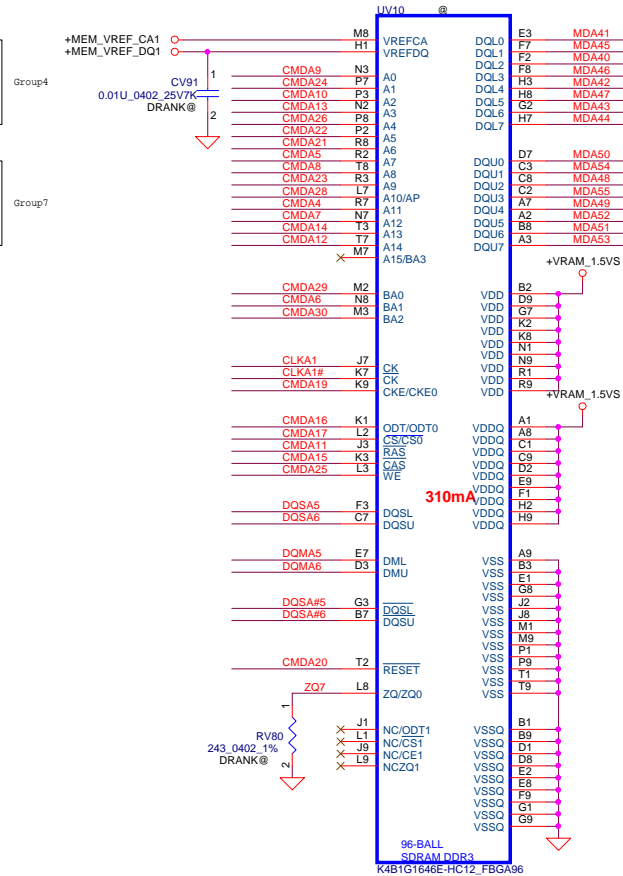 UV10 @
+MEM_VREF_CA1 M8 VREFCA
+MEM_VREF_DQ1 H1 VREFDQ
Group4
Group7
1
CV91
0.01U_0402_25V7K
DRANK@
2
CMDA9 N3 A0
CMDA24 P7 A1
CMDA10 P3 A2
CMDA13 N2 A3
CMDA26 P8 A4
CMDA22 P2 A5
CMDA21 R8 A6
CMDA5 R2 A7
CMDA8 T8 A8
CMDA23 R3 A9
CMDA28 L7 A10/AP
CMDA4 R7 A11
CMDA7 N7 A12
CMDA14 T3 A13
CMDA12 T7 A14
M7 A15/BA3
CMDA29 M2 BA0
CMDA6 N8 BA1
CMDA30 M3 BA2
CLKA1 J7 CK
CLKA1# K7 CK
CMDA19 K9 CKE/CKE0
CMDA16 K1 ODT/ODT0
CMDA17 L2 CS/CS0
CMDA11 J3 RAS
CMDA15 K3 CAS
CMDA25 L3 WE
310mA
DQSA5 F3 DQSL
DQSA6 C7 DQSU
DQMA5 E7 DML
DQMA6 D3 DMU
DQSA#5 G3 DQSL
DQSA#6 B7 DQSU
CMDA20 T2 RESET
ZQ7 L8 ZQ/ZQ0
1
RV80
243_0402_1%
DRANK@
2
J1 NC/ODT1
L1 NC/CS1
J9 NC/CE1
L9 NCZQ1
DQL0 E3 MDA41
DQL1 F7 MDA45
DQL2 F2 MDA40
DQL3 F8 MDA46
DQL4 H3 MDA42
DQL5 H8 MDA47
DQL6 G2 MDA43
DQL7 H7 MDA44
DQU0 D7 MDA50
DQU1 C3 MDA54
DQU2 C8 MDA48
DQU3 C2 MDA55
DQU4 A7 MDA49
DQU5 A2 MDA52
DQU6 B8 MDA51
DQU7 A3 MDA53
+VRAM_1.5VS
VDD B2
VDD D9
VDD G7
VDD K2
VDD K8
VDD N1
VDD N9
VDD R1
VDD R9
+VRAM_1.5VS
VDDQ A1
VDDQ A8
VDDQ C1
VDDQ C9
VDDQ D2
VDDQ E9
VDDQ F1
VDDQ H2
VDDQ H9
VSS A9
VSS B3
VSS E1
VSS G8
VSS J2
VSS J8
VSS M1
VSS M9
VSS P1
VSS P9
VSS T1
VSS T9
VSSQ B1
VSSQ B9
VSSQ D1
VSSQ D8
VSSQ E2
VSSQ E8
VSSQ F9
VSSQ G1
VSSQ G9
96-BALL
SDRAM DDR3
K4B1G1646E-HC12_FBGA96